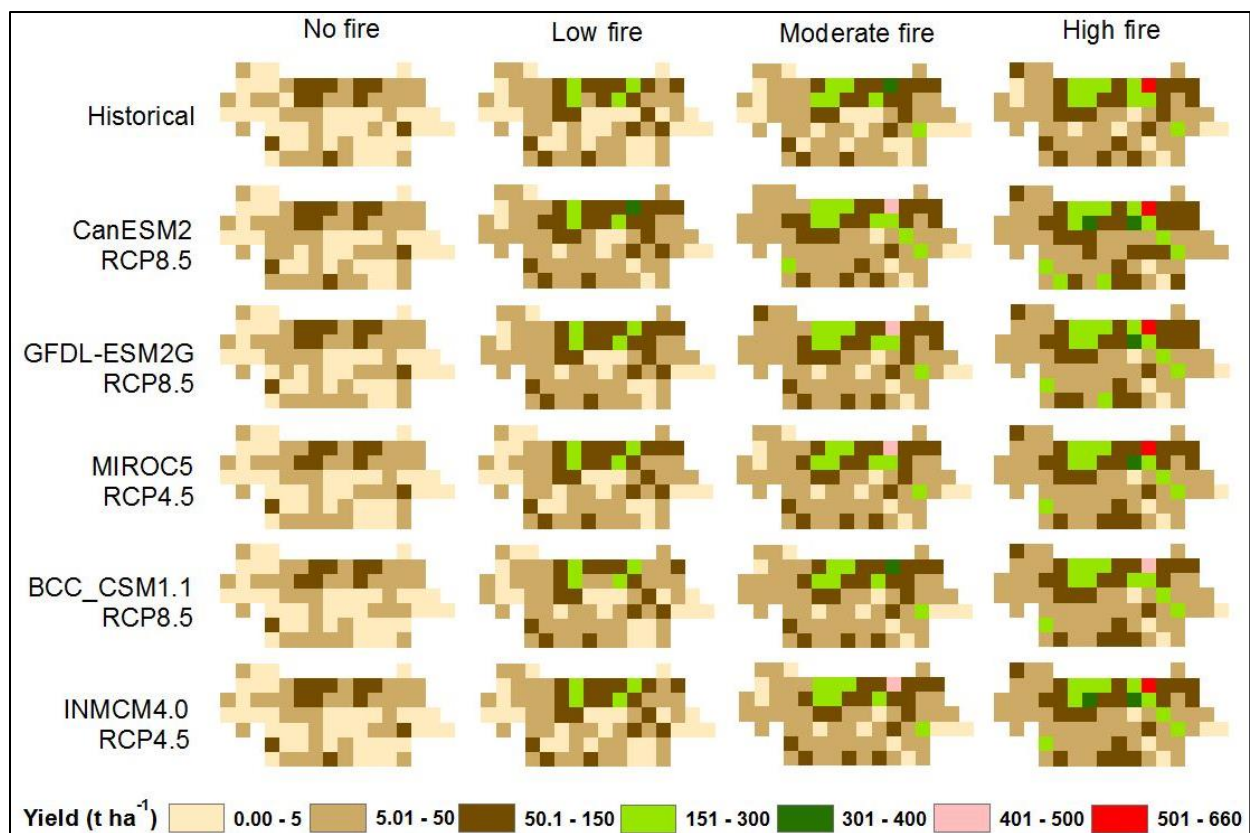 No fire Low fire Moderate fire High fire
Historical
CanESM2
RCP8.5
GFDL-ESM2G
RCP8.5
MIROC5
RCP4.5
BCC_CSM1.1
RCP8.5
INMCM4.0
RCP4.5
Yield (t ha⁻¹) 0.00 - 5 5.01 - 50 50.1 - 150 151 - 300 301 - 400 401 - 500 501 - 660